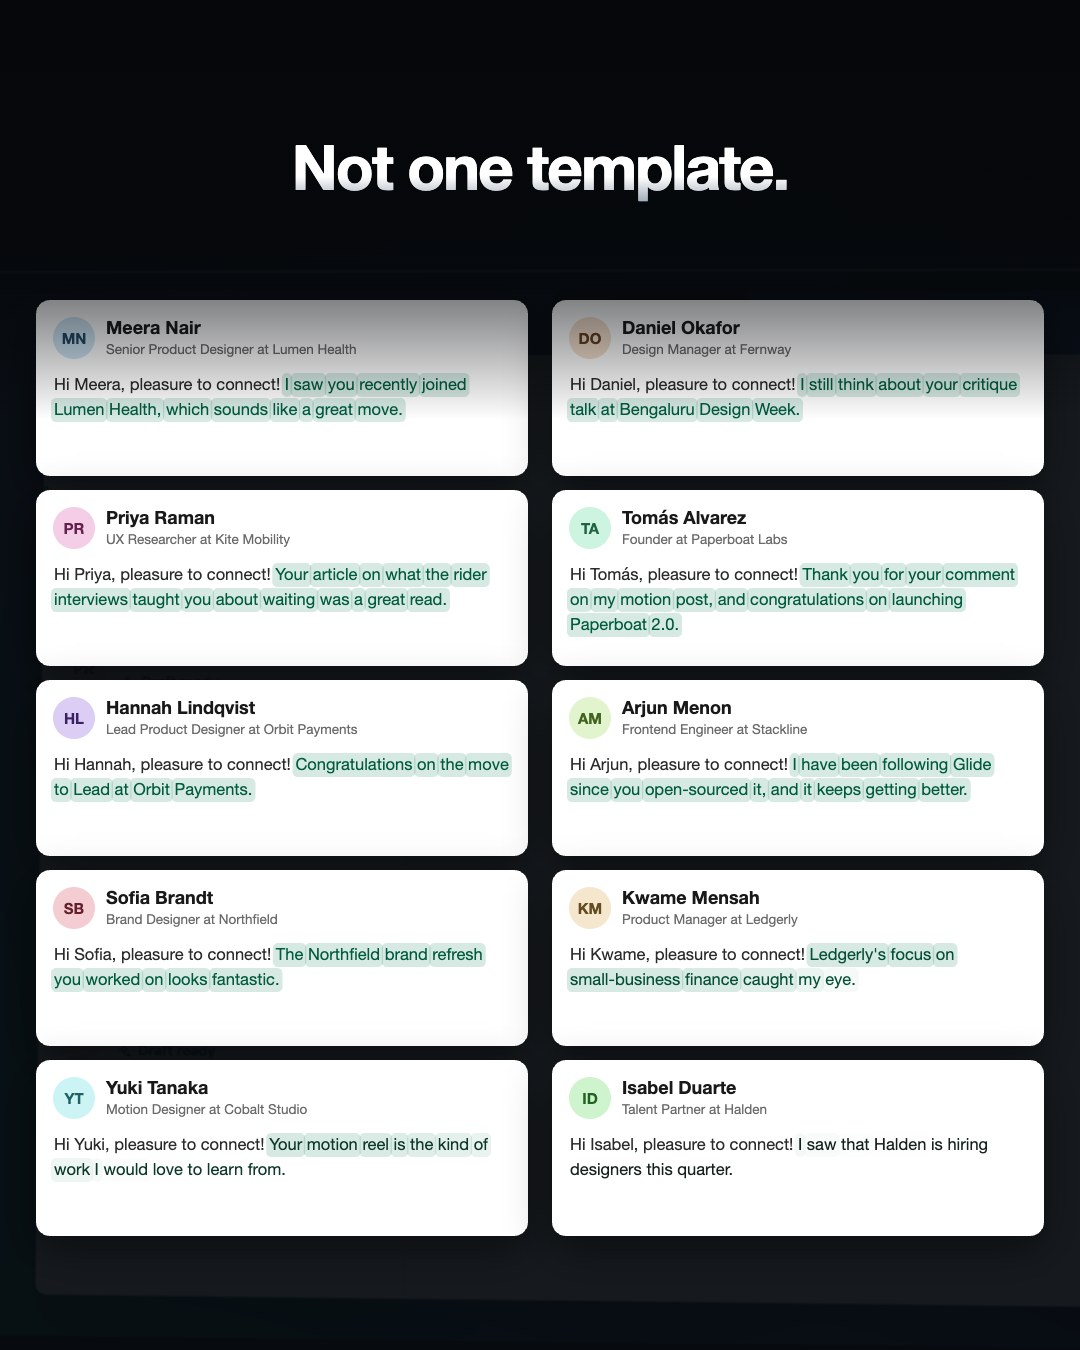 Not one template.
MN
Meera Nair
Senior Product Designer at Lumen Health
Hi Meera, pleasure to connect! I saw you recently joined
Lumen Health, which sounds like a great move.
DO
Daniel Okafor
Design Manager at Fernway
Hi Daniel, pleasure to connect! I still think about your critique
talk at Bengaluru Design Week.
PR
Priya Raman
UX Researcher at Kite Mobility
Hi Priya, pleasure to connect! Your article on what the rider
interviews taught you about waiting was a great read.
TA
Tomás Alvarez
Founder at Paperboat Labs
Hi Tomás, pleasure to connect! Thank you for your comment
on my motion post, and congratulations on launching
Paperboat 2.0.
HL
Hannah Lindqvist
Lead Product Designer at Orbit Payments
Hi Hannah, pleasure to connect! Congratulations on the move
to Lead at Orbit Payments.
AM
Arjun Menon
Frontend Engineer at Stackline
Hi Arjun, pleasure to connect! I have been following Glide
since you open-sourced it, and it keeps getting better.
SB
Sofia Brandt
Brand Designer at Northfield
Hi Sofia, pleasure to connect! The Northfield brand refresh
you worked on looks fantastic.
KM
Kwame Mensah
Product Manager at Ledgerly
Hi Kwame, pleasure to connect! Ledgerly's focus on
small-business finance caught my eye.
YT
Yuki Tanaka
Motion Designer at Cobalt Studio
Hi Yuki, pleasure to connect! Your motion reel is the kind of
work I would love to learn from.
ID
Isabel Duarte
Talent Partner at Halden
Hi Isabel, pleasure to connect! I saw that Halden is hiring
designers this quarter.